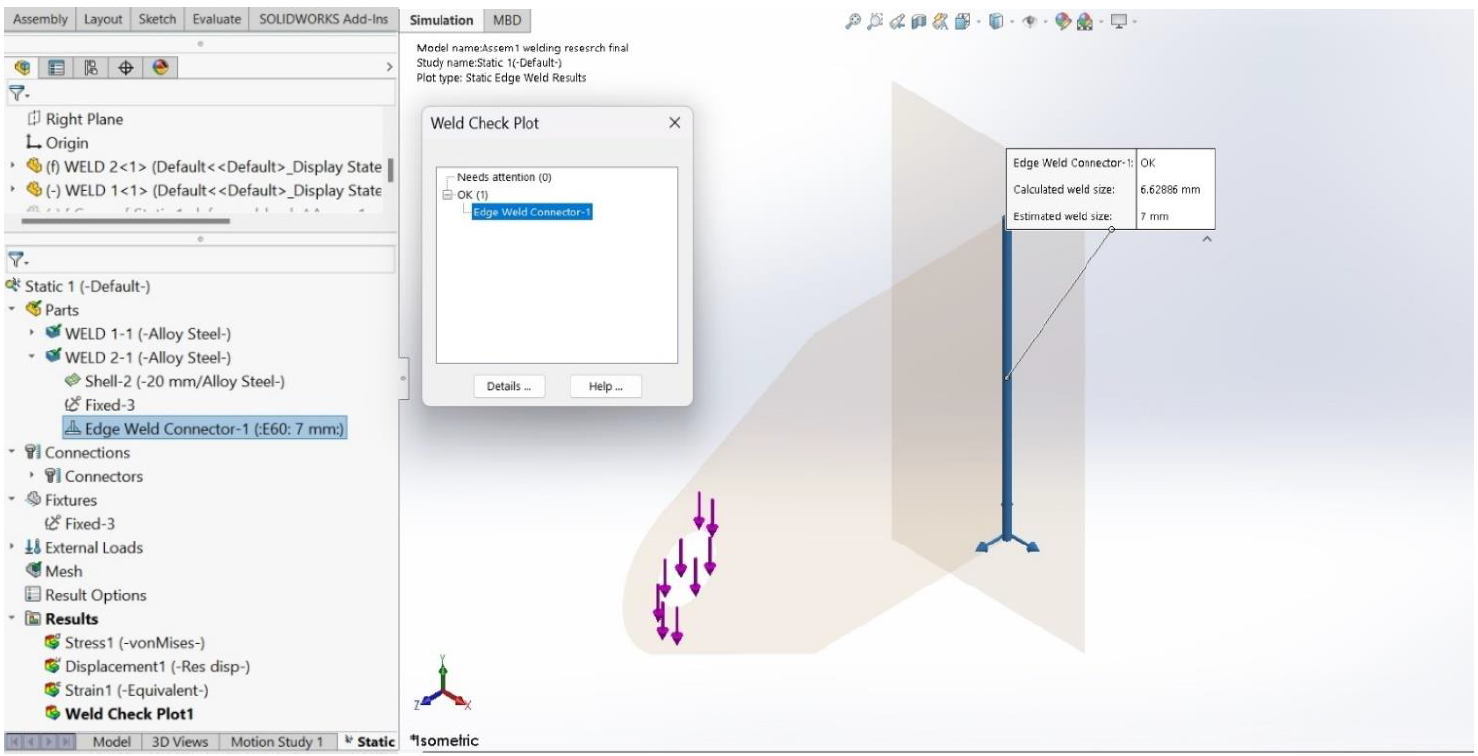 Assembly Layout Sketch Evaluate SOLIDWORKS Add-Ins Simulation MBD
Model name:Assem1 welding resesrch final
Study name:Static 1(-Default-)
Plot type: Static Edge Weld Results
Right Plane
Origin
(f) WELD 2<1> (Default<<Default>_Display State
(-) WELD 1<1> (Default<<Default>_Display State
Static 1 (-Default-)
Parts
WELD 1-1 (-Alloy Steel-)
WELD 2-1 (-Alloy Steel-)
Shell-2 (-20 mm/Alloy Steel-)
Fixed-3
Edge Weld Connector-1 (:E60: 7 mm:)
Connections
Connectors
Fixtures
Fixed-3
External Loads
Mesh
Result Options
Results
Stress1 (-vonMises-)
Displacement1 (-Res disp-)
Strain1 (-Equivalent-)
Weld Check Plot1
Model 3D Views Motion Study 1 Static
Weld Check Plot
Needs attention (0)
OK (1)
Edge Weld Connector-1
Details ... Help ...
Edge Weld Connector-1: OK
Calculated weld size: 6.62886 mm
Estimated weld size: 7 mm
Y
Z X
*Isometric